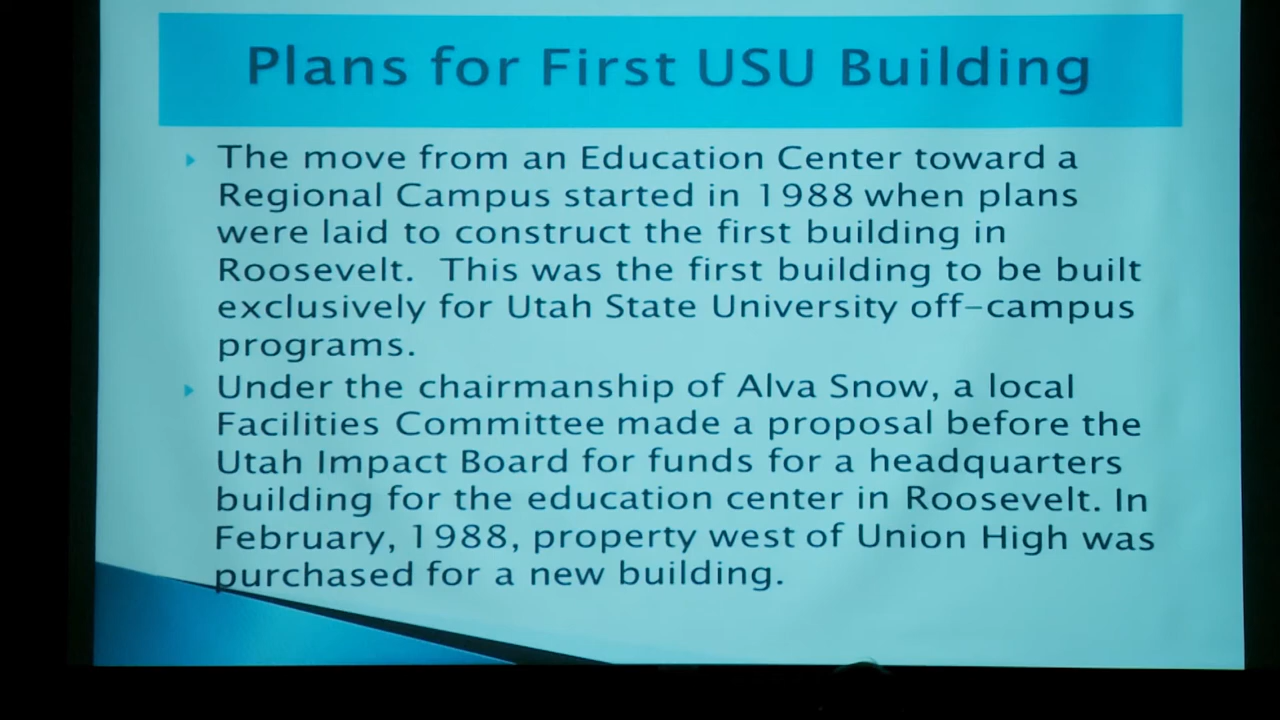 Plans for First USU Building
The move from an Education Center toward a
Regional Campus started in 1988 when plans
were laid to construct the first building in
Roosevelt.  This was the first building to be built
exclusively for Utah State University off-campus
programs.
Under the chairmanship of Alva Snow, a local
Facilities Committee made a proposal before the
Utah Impact Board for funds for a headquarters
building for the education center in Roosevelt. In
February, 1988, property west of Union High was
purchased for a new building.